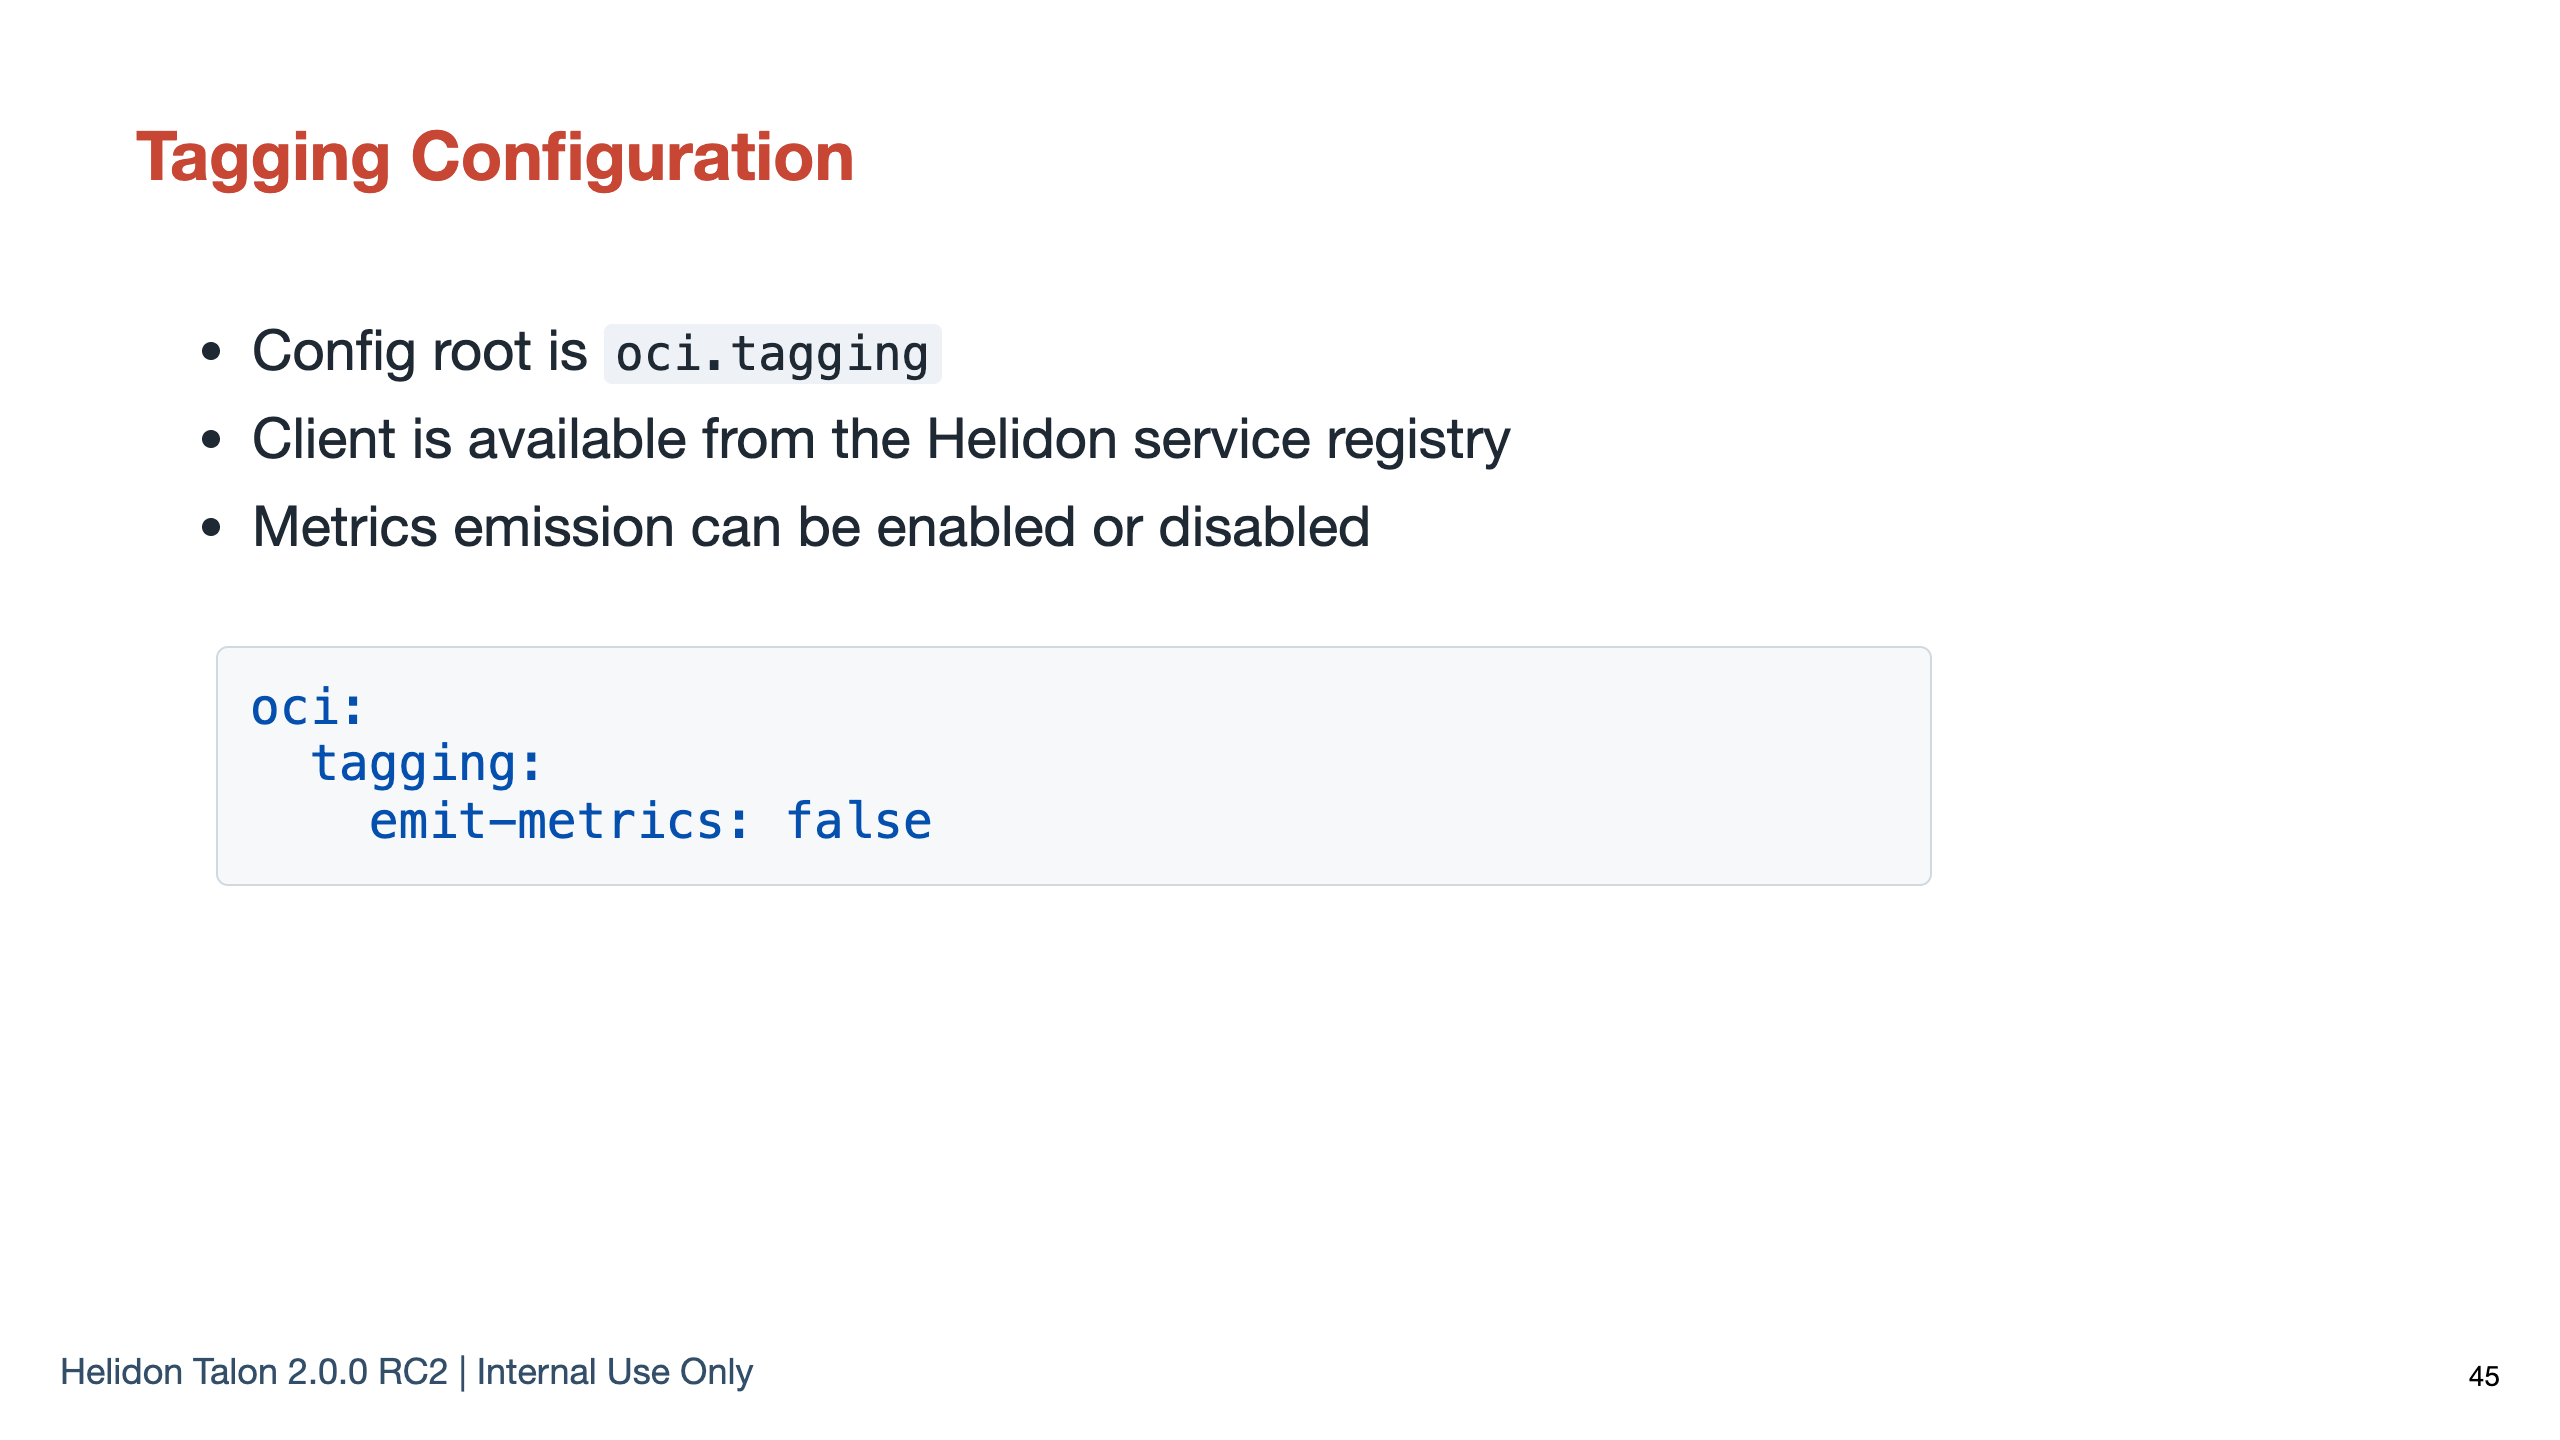 Tagging Configuration
• Config root is oci.tagging
• Client is available from the Helidon service registry
• Metrics emission can be enabled or disabled
oci:
  tagging:
    emit-metrics: false
Helidon Talon 2.0.0 RC2 | Internal Use Only
45